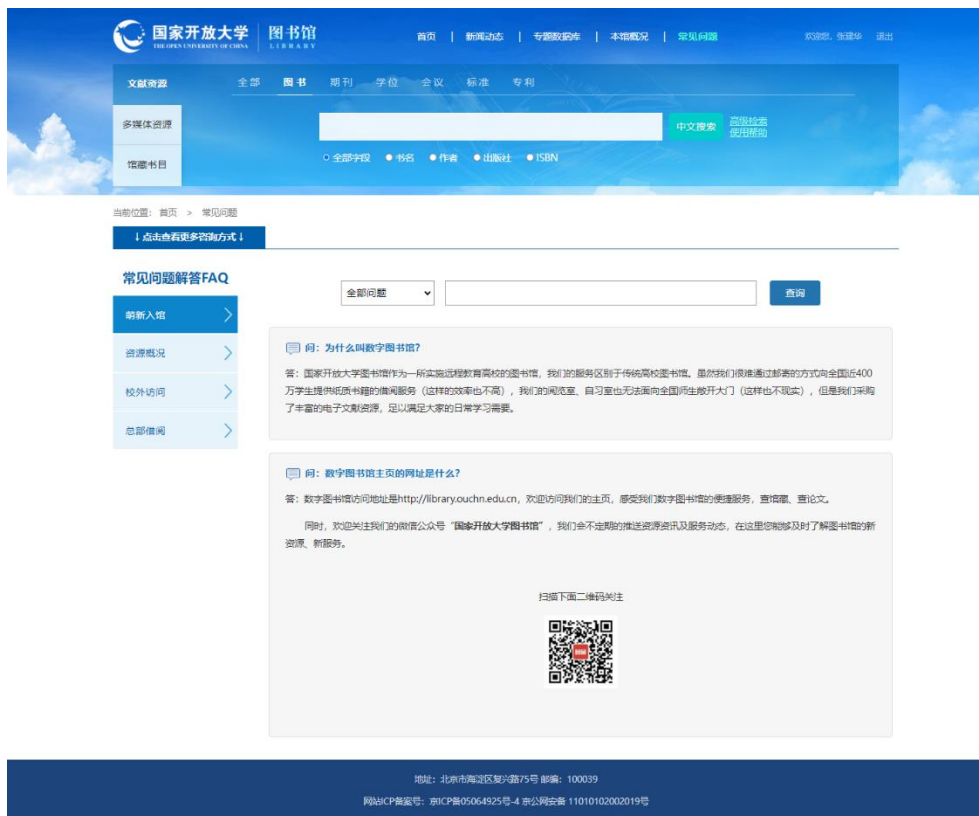 国家开放大学
THE OPEN UNIVERSITY OF CHINA
图书馆
LIBRARY
首页 | 新闻动态 | 专题数据库 | 本馆概况 | 常见问题
欢迎您，张建华 退出
文献资源
全部 图书 期刊 学位 会议 标准 专利
多媒体资源
中文搜索
高级检索
使用帮助
馆藏书目
全部字段 书名 作者 出版社 ISBN
当前位置： 首页 > 常见问题
↓点击查看更多咨询方式↓
常见问题解答FAQ
全部问题
查询
萌新入馆
资源概况
校外访问
总部借阅
问：为什么叫数字图书馆？
答：国家开放大学图书馆作为一所实施远程教育高校的图书馆，我们的服务区别于传统高校图书馆。虽然我们很难通过邮寄的方式向全国近400
万学生提供纸质书籍的借阅服务（这样的效率也不高），我们的阅览室、自习室也无法面向全国师生敞开大门（这样也不现实），但是我们采购
了丰富的电子文献资源，足以满足大家的日常学习需要。
问：数字图书馆主页的网址是什么？
答：数字图书馆访问地址是http://library.ouchn.edu.cn，欢迎访问我们的主页，感受我们数字图书馆的便捷服务，查馆藏、查论文。
同时，欢迎关注我们的微信公众号“国家开放大学图书馆”，我们会不定期的推送资源资讯及服务动态，在这里您能够及时了解图书馆的新
资源、新服务。
扫描下面二维码关注
地址：北京市海淀区复兴路75号 邮编：100039
网站ICP备案号：京ICP备05064925号-4 京公网安备 11010102002019号